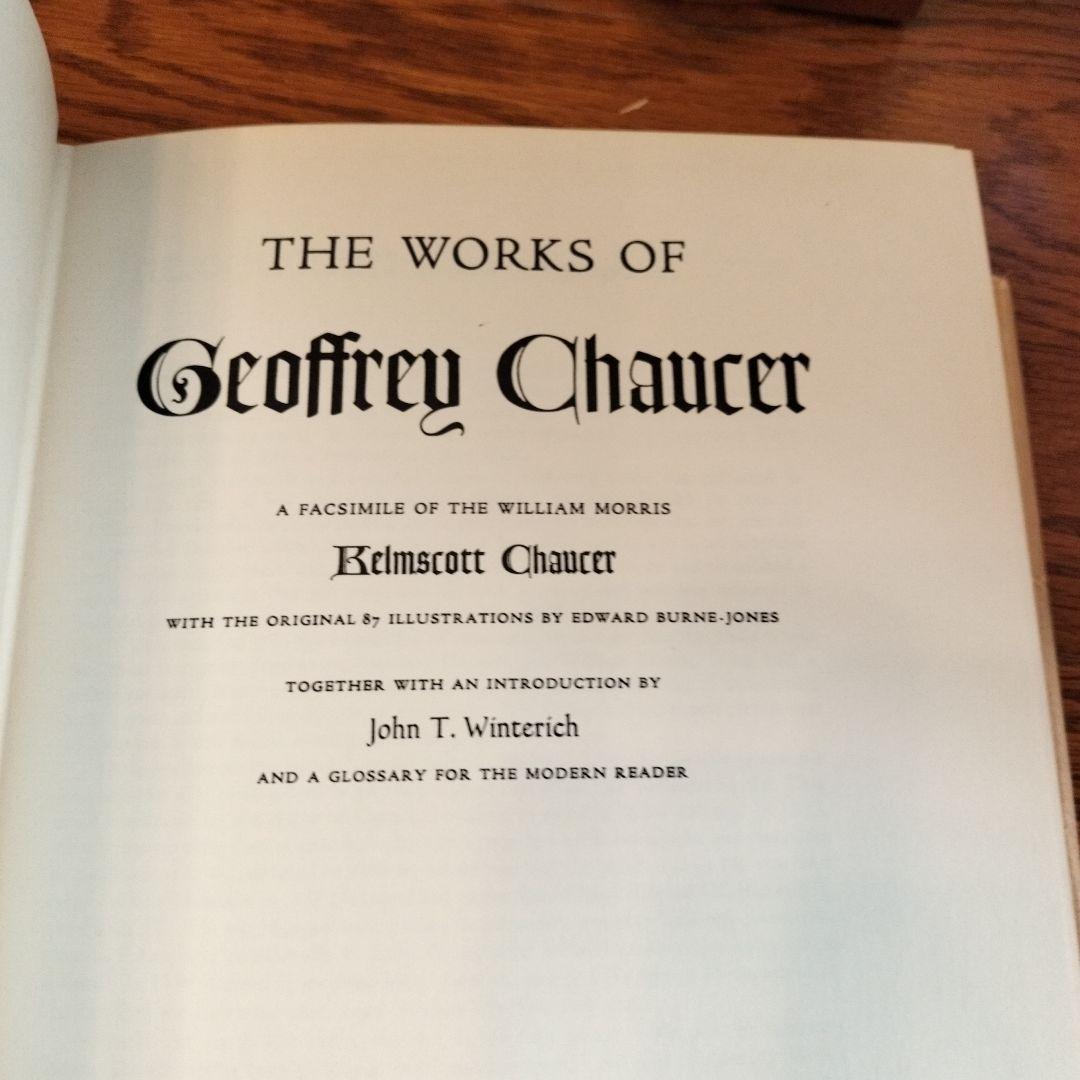 THE WORKS OF
Geoffrey Chaucer
A FACSIMILE OF THE WILLIAM MORRIS
Kelmscott Chaucer
WITH THE ORIGINAL 87 ILLUSTRATIONS BY EDWARD BURNE-JONES
TOGETHER WITH AN INTRODUCTION BY
John T. Winterich
AND A GLOSSARY FOR THE MODERN READER